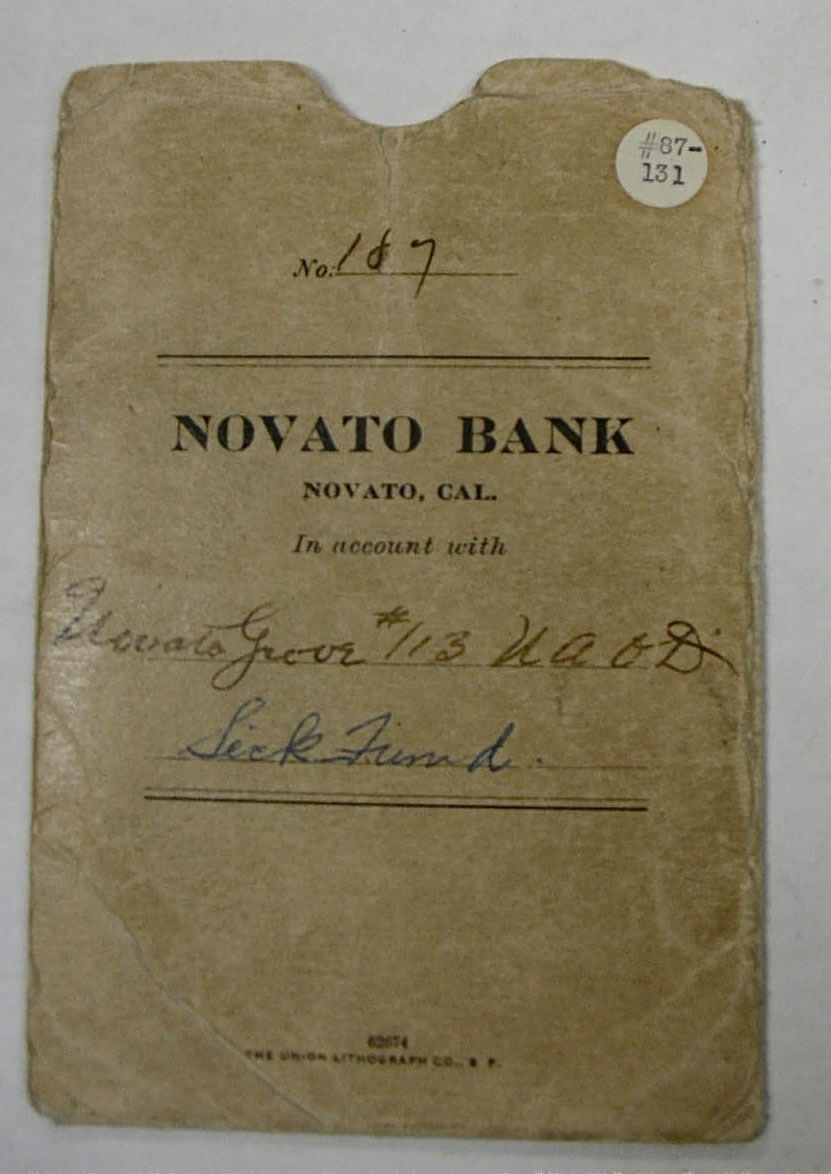 #87-
131
No. 187
NOVATO BANK
NOVATO, CAL.
In account with
Novato Grove #113 U A O D
Sick Fund.
62674
THE UNION LITHOGRAPH CO., S. F.